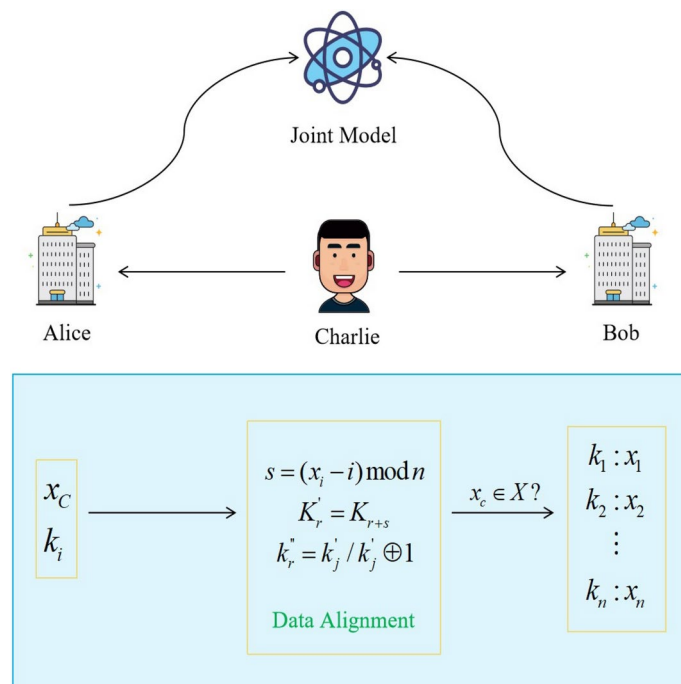 Joint Model
Alice
Charlie
Bob
x_C
k_i
s = (x_i − i) mod n
K'_r = K_{r+s}
k''_r = k'_j / k'_j ⊕ 1
Data Alignment
x_c ∈ X?
k_1 : x_1
k_2 : x_2
⋮
k_n : x_n